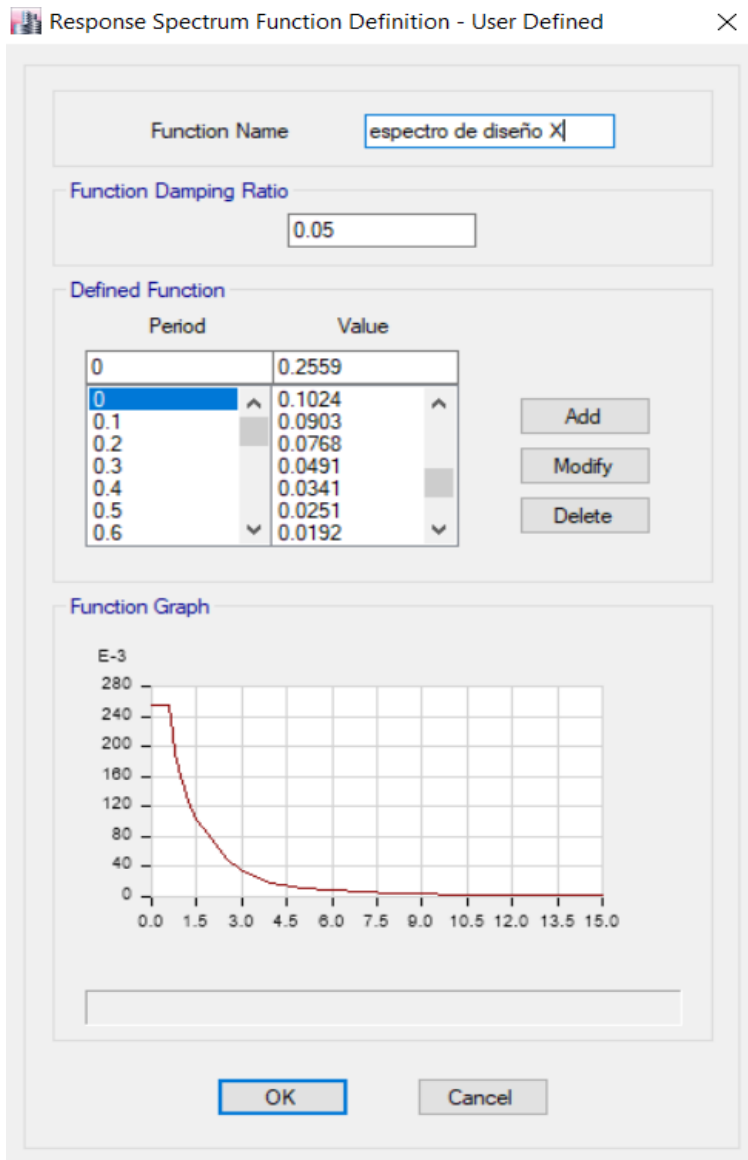 Response Spectrum Function Definition - User Defined
Function Name espectro de diseño X
Function Damping Ratio
0.05
Defined Function
Period Value
0 0.2559
0 0.1024
0.1 0.0903
0.2 0.0768
0.3 0.0491
0.4 0.0341
0.5 0.0251
0.6 0.0192
Add
Modify
Delete
Function Graph
E-3
280
240
200
160
120
80
40
0
0.0 1.5 3.0 4.5 6.0 7.5 9.0 10.5 12.0 13.5 15.0
OK Cancel